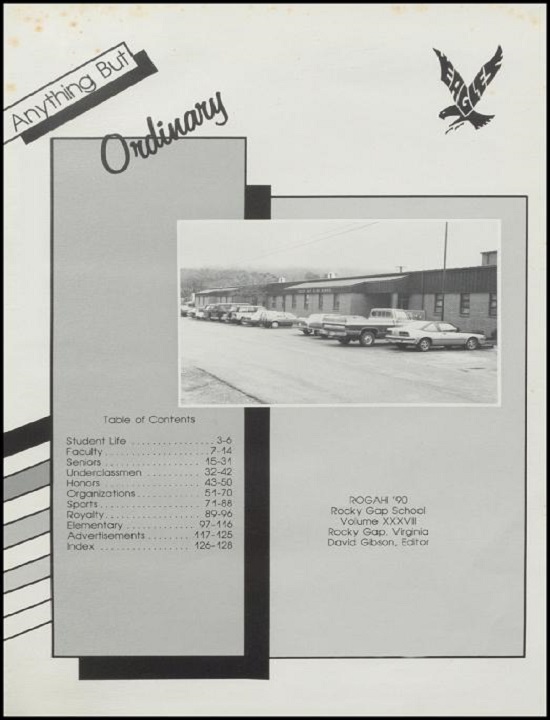 Anything But
Ordinary
EAGLES
Table of Contents
Student Life . . . . . . . . . . . . . 3-6
Faculty . . . . . . . . . . . . . . . . 7-14
Seniors . . . . . . . . . . . . . . . 15-31
Underclassmen . . . . . . . . . 32-42
Honors . . . . . . . . . . . . . . . 43-50
Organizations . . . . . . . . . . 51-70
Sports . . . . . . . . . . . . . . . 71-88
Royalty . . . . . . . . . . . . . . 89-96
Elementary . . . . . . . . . . . 97-116
Advertisements . . . . . . . . 117-125
Index . . . . . . . . . . . . . . 126-128
ROGAHI '90
Rocky Gap School
Volume XXXVIII
Rocky Gap, Virginia
David Gibson, Editor